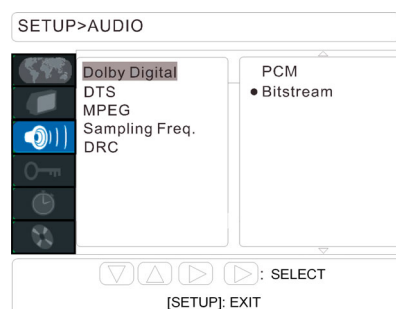 SETUP>AUDIO
Dolby Digital
DTS
MPEG
Sampling Freq.
DRC
PCM
Bitstream
: SELECT
[SETUP]: EXIT